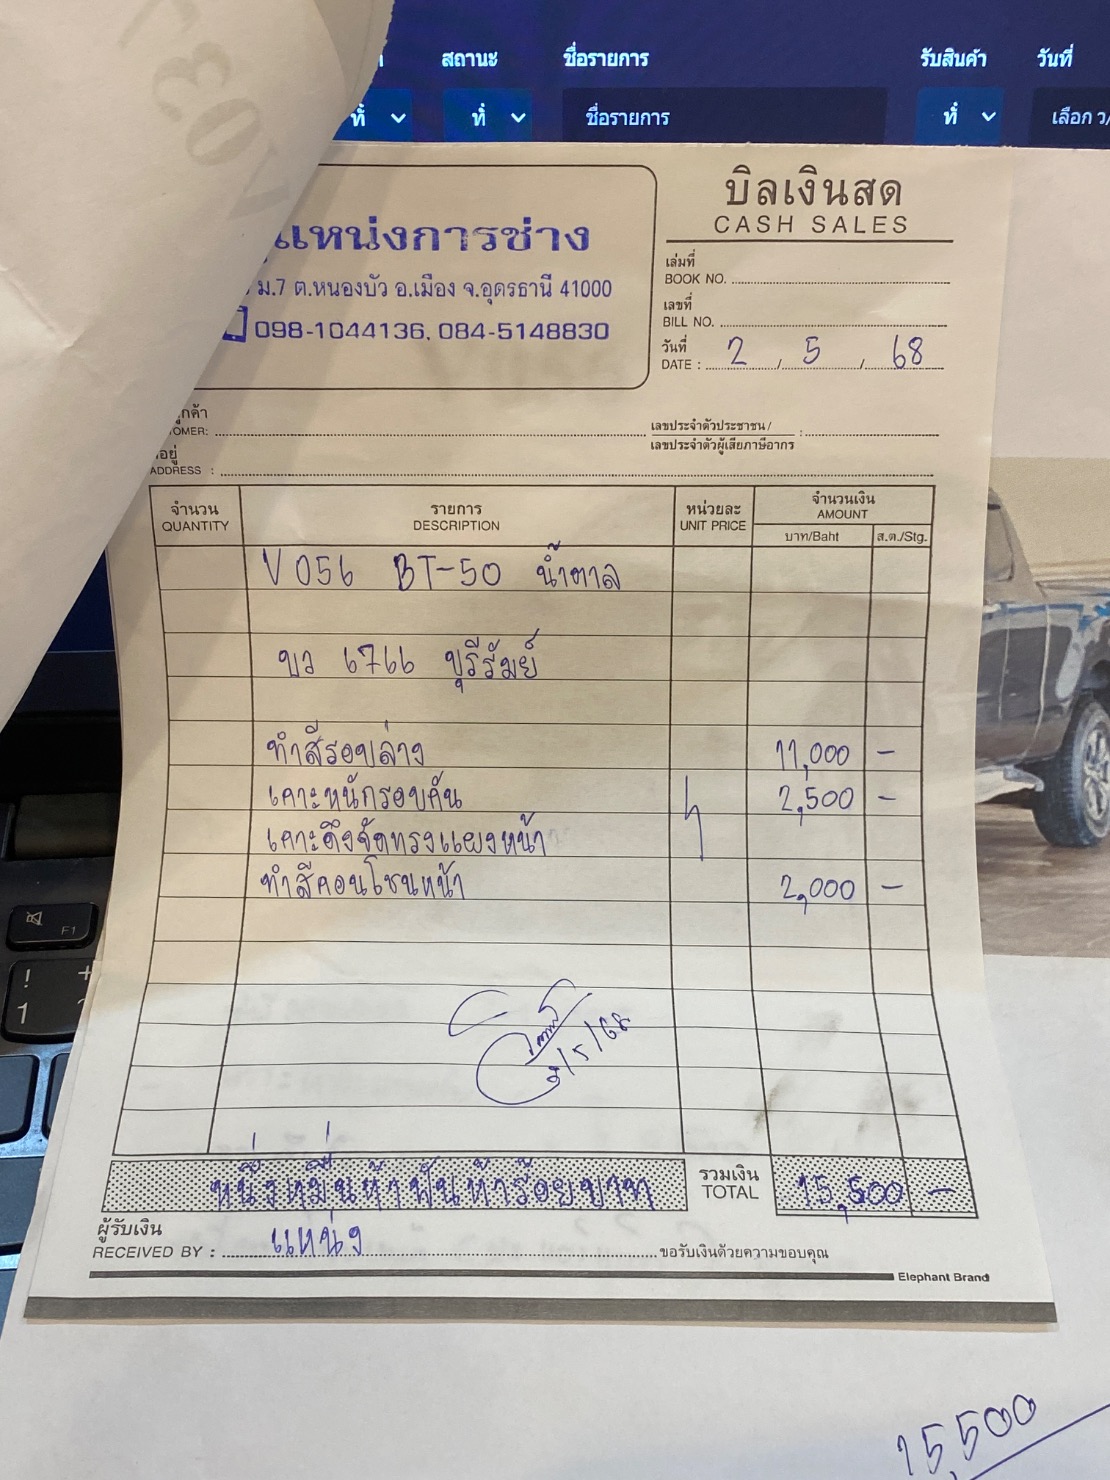 สถานะ ชื่อรายการ รับสินค้า วันที่
ทั้ ทั้ ชื่อรายการ ทั้ เลือก ว/
แหน่งการช่าง
ม.7 ต.หนองบัว อ.เมือง จ.อุดรธานี 41000
098-1044136, 084-5148830
บิลเงินสด
CASH SALES
เล่มที่
BOOK NO.
เลขที่
BILL NO.
วันที่
DATE : 2 / 5 / 68
ลูกค้า
OMER:
เลขประจำตัวประชาชน /
เลขประจำตัวผู้เสียภาษีอากร :
อยู่
ADDRESS :
จำนวน รายการ หน่วยละ จำนวนเงิน
QUANTITY DESCRIPTION UNIT PRICE AMOUNT
บาท/Baht ส.ต./Stg.
V056 BT-50 น้ำตาล
บว 6766 บุรีรัมย์
ทำสีรอบล่าง 11,000 -
เคาะหนักรอบคัน 2,500 -
เคาะดึงจัดทรงแผงหน้า
ทำสีคอนโซนหน้า 2,000 -
2/5/68
หนึ่งหมื่นห้าพันห้าร้อยบาท
รวมเงิน
TOTAL 15,500 -
ผู้รับเงิน
RECEIVED BY : แหน่ง ขอรับเงินด้วยความขอบคุณ
Elephant Brand
15,500
F1
!
1